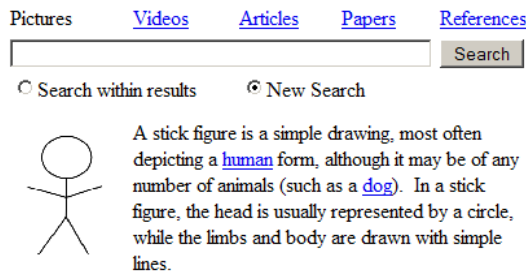 Pictures Videos Articles Papers References
Search
Search within results New Search
A stick figure is a simple drawing, most often
depicting a human form, although it may be of any
number of animals (such as a dog).  In a stick
figure, the head is usually represented by a circle,
while the limbs and body are drawn with simple
lines.